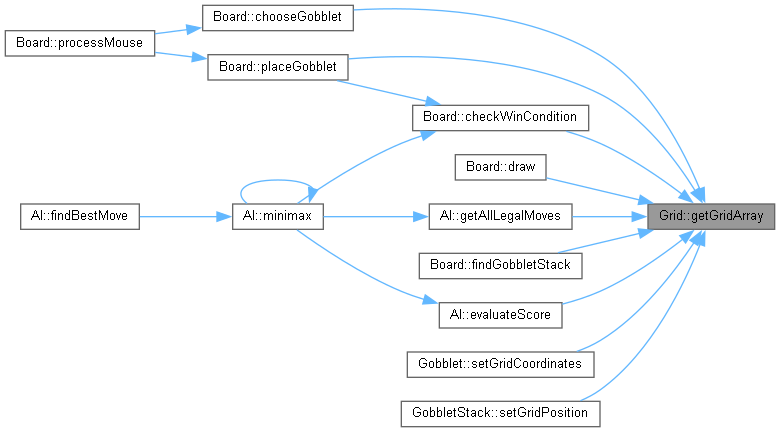 Board::chooseGobblet
Board::processMouse
Board::placeGobblet
Board::checkWinCondition
Board::draw
AI::findBestMove
AI::minimax
AI::getAllLegalMoves
Grid::getGridArray
Board::findGobbletStack
AI::evaluateScore
Gobblet::setGridCoordinates
GobbletStack::setGridPosition